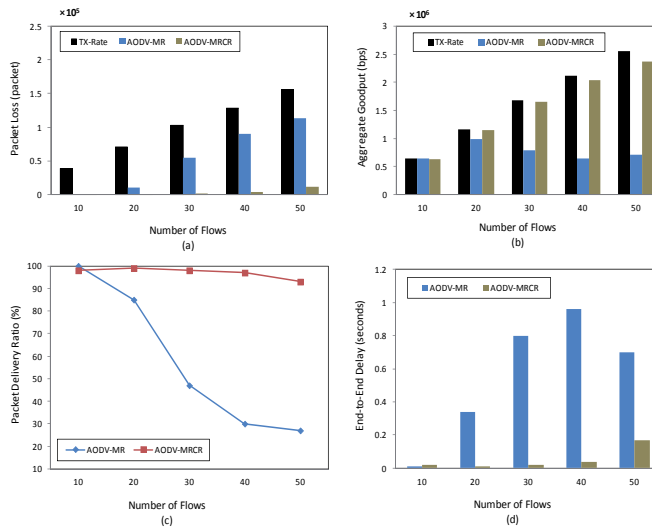 × 10⁵
2.5
2
1.5
1
0.5
0
TX-Rate AODV-MR AODV-MRCR
Packet Loss (packet)
10 20 30 40 50
Number of Flows
(a)
× 10⁶
3
2.5
2
1.5
1
0.5
0
TX-Rate AODV-MR AODV-MRCR
Aggregate Goodput (bps)
10 20 30 40 50
Number of Flows
(b)
100
90
80
70
60
50
40
30
20
10
Packet Delivery Ratio (%)
AODV-MR AODV-MRCR
10 20 30 40 50
Number of Flows
(c)
1.2
1
0.8
0.6
0.4
0.2
0
AODV-MR AODV-MRCR
End-to-End Delay (seconds)
10 20 30 40 50
Number of Flows
(d)